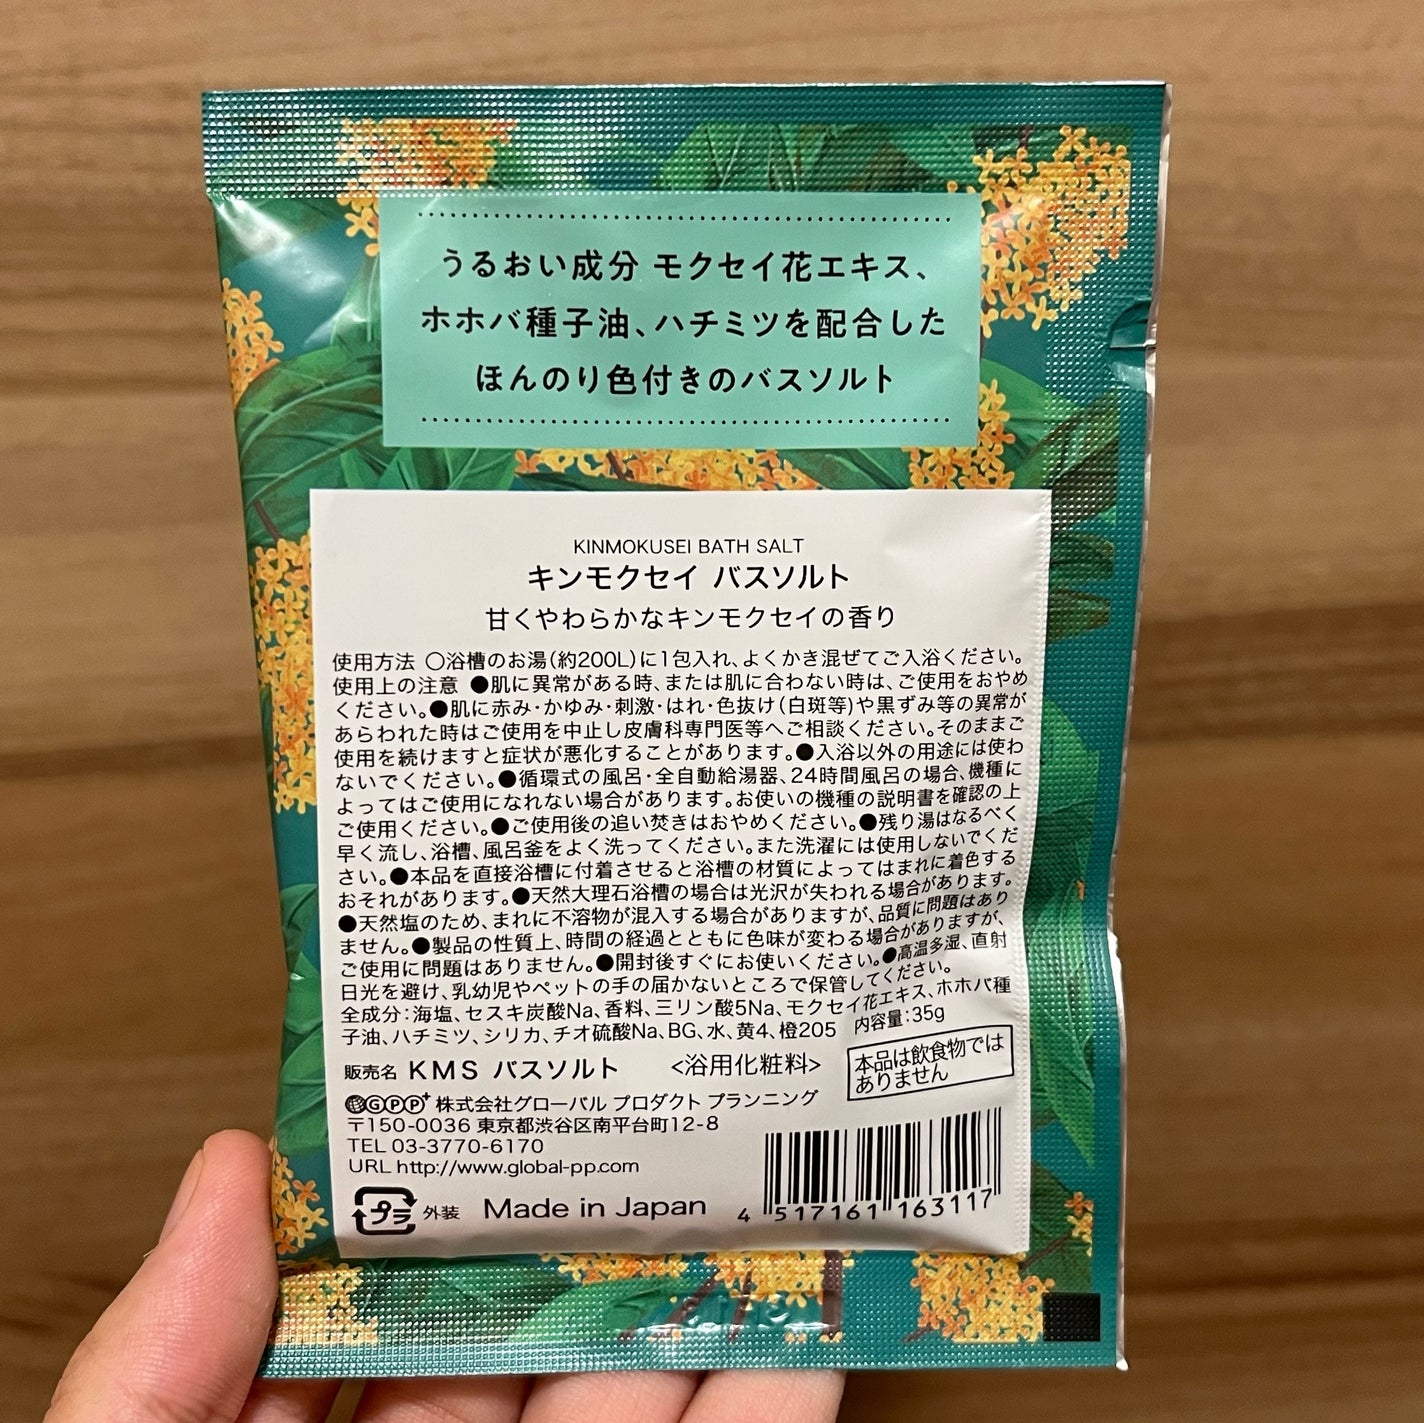 うるおい成分 モクセイ花エキス、
ホホバ種子油、ハチミツを配合した
ほんのり色付きのバスソルト
KINMOKUSEI BATH SALT
キンモクセイ バスソルト
甘くやわらかなキンモクセイの香り
使用方法 ○浴槽のお湯(約200L)に1包入れ、よくかき混ぜてご入浴ください。
使用上の注意 ●肌に異常がある時、または肌に合わない時は、ご使用をおやめ
ください。●肌に赤み・かゆみ・刺激・はれ・色抜け(白斑等)や黒ずみ等の異常が
あらわれた時はご使用を中止し皮膚科専門医等へご相談ください。そのままご
使用を続けますと症状が悪化することがあります。●入浴以外の用途には使わ
ないでください。●循環式の風呂・全自動給湯器、24時間風呂の場合、機種に
よってはご使用になれない場合があります。お使いの機種の説明書を確認の上
ご使用ください。●ご使用後の追い焚きはおやめください。●残り湯はなるべく
早く流し、浴槽、風呂釜をよく洗ってください。また洗濯には使用しないでくだ
さい。●本品を直接浴槽に付着させると浴槽の材質によってはまれに着色する
おそれがあります。●天然大理石浴槽の場合は光沢が失われる場合があります。
●天然塩のため、まれに不溶物が混入する場合がありますが、品質に問題はあり
ません。●製品の性質上、時間の経過とともに色味が変わる場合がありますが、
ご使用に問題はありません。●開封後すぐにお使いください。●高温多湿、直射
日光を避け、乳幼児やペットの手の届かないところで保管してください。
全成分:海塩、セスキ炭酸Na、香料、三リン酸5Na、モクセイ花エキス、ホホバ種
子油、ハチミツ、シリカ、チオ硫酸Na、BG、水、黄4、橙205 内容量:35g
販売名 KMS バスソルト <浴用化粧料>
本品は飲食物では
ありません
GPP+ 株式会社グローバル プロダクト プランニング
〒150-0036 東京都渋谷区南平台町12-8
TEL 03-3770-6170
URL http://www.global-pp.com
プラ 外装 Made in Japan
4 517161 163117